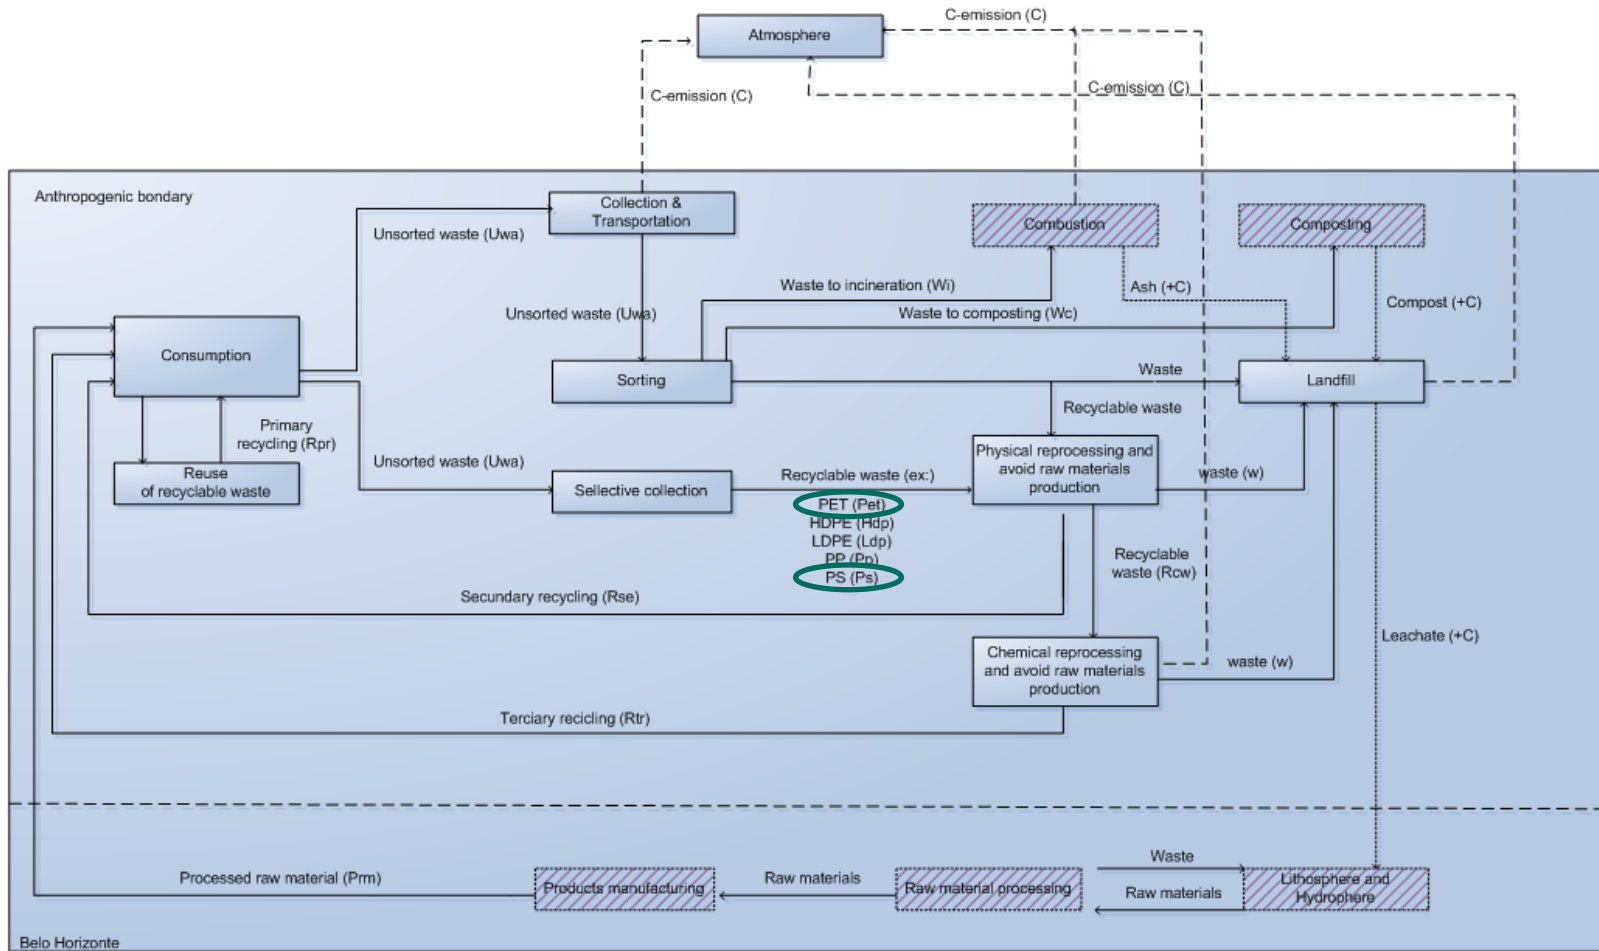 C-emission (C)
Atmosphere
C-emission (C)
C-emission (C)
Anthropogenic bondary
Collection &
Transportation
Unsorted waste (Uwa)
Combustion
Composting
Waste to incineration (Wi)
Ash (+C)
Compost (+C)
Unsorted waste (Uwa)
Waste to composting (Wc)
Consumption
Sorting
Waste
Landfill
Recyclable waste
Primary
recycling (Rpr)
Reuse
of recyclable waste
Unsorted waste (Uwa)
Sellective collection
Recyclable waste (ex:)
PET (Pet)
HDPE (Hdp)
LDPE (Ldp)
PP (Pp)
PS (Ps)
Physical reprocessing and
avoid raw materials
production
waste (w)
Recyclable
waste (Rcw)
Secundary recycling (Rse)
Leachate (+C)
Chemical reprocessing
and avoid raw materials
production
waste (w)
Terciary recicling (Rtr)
Processed raw material (Prm)
Products manufacturing
Raw materials
Raw material processing
Waste
Raw materials
Lithosphere and
Hydrophere
Belo Horizonte